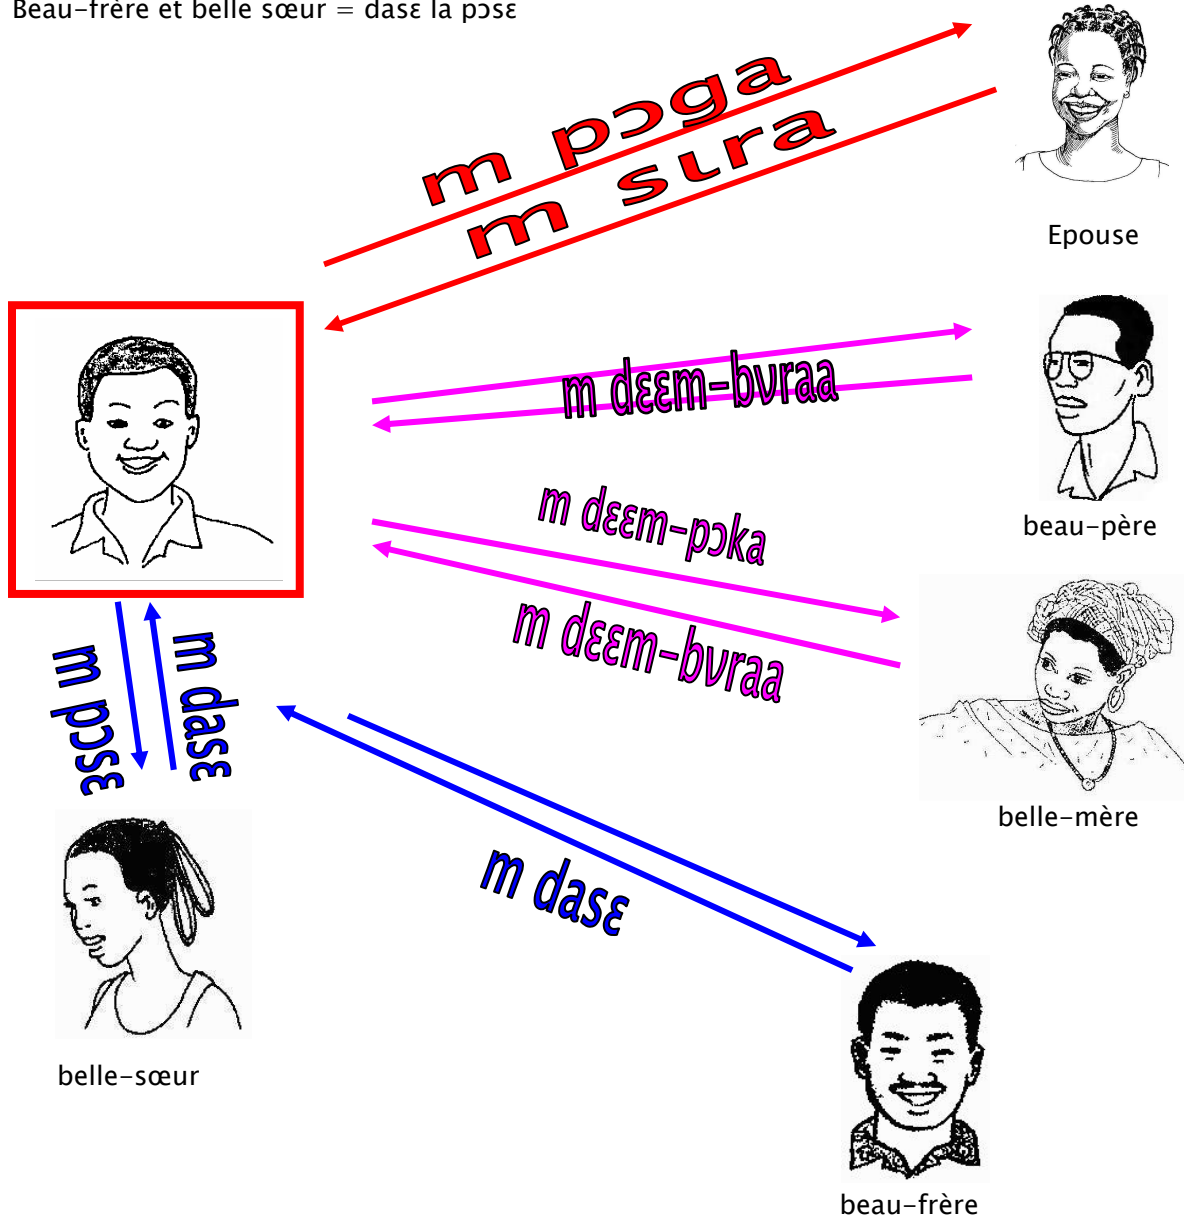 Beau-frère et belle sœur = dasɛ la pɔsɛ
m pɔga
m sɩra
Epouse
m dɛɛm-bʋraa
beau-père
m dɛɛm-pɔka
m dɛɛm-bʋraa
belle-mère
m pɔsɛ
m dasɛ
m dasɛ
belle-sœur
beau-frère